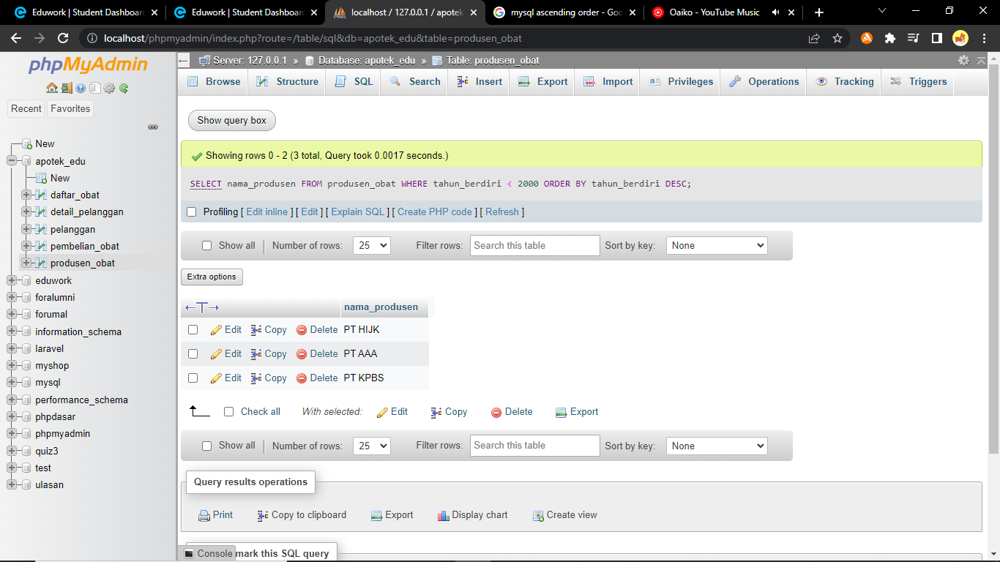 Eduwork | Student Dashboar
Eduwork | Student Dashboar
localhost / 127.0.0.1 / apotek
mysql ascending order - Goo
Oaiko - YouTube Music
localhost/phpmyadmin/index.php?route=/table/sql&db=apotek_edu&table=produsen_obat
phpMyAdmin
Recent
Favorites
New
apotek_edu
New
daftar_obat
detail_pelanggan
pelanggan
pembelian_obat
produsen_obat
eduwork
foralumni
forumal
information_schema
laravel
myshop
mysql
performance_schema
phpdasar
phpmyadmin
quiz3
test
ulasan
Server: 127.0.0.1 » Database: apotek_edu » Table: produsen_obat
Browse Structure SQL Search Insert Export Import Privileges Operations Tracking Triggers
Show query box
Showing rows 0 - 2 (3 total, Query took 0.0017 seconds.)
SELECT nama_produsen FROM produsen_obat WHERE tahun_berdiri < 2000 ORDER BY tahun_berdiri DESC;
Profiling [ Edit inline ] [ Edit ] [ Explain SQL ] [ Create PHP code ] [ Refresh ]
Show all | Number of rows: 25 Filter rows: Search this table Sort by key: None
Extra options
←T→ nama_produsen
Edit Copy Delete PT HIJK
Edit Copy Delete PT AAA
Edit Copy Delete PT KPBS
Check all With selected: Edit Copy Delete Export
Show all | Number of rows: 25 Filter rows: Search this table Sort by key: None
Query results operations
Print Copy to clipboard Export Display chart Create view
Console mark this SQL query